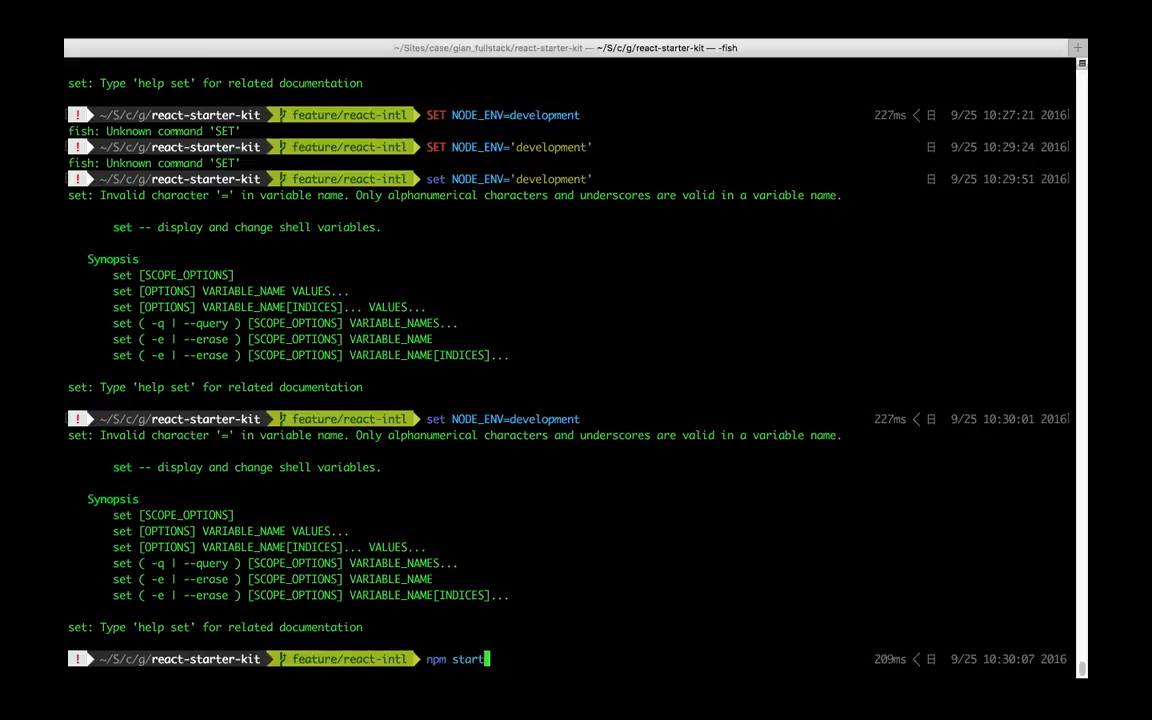 ~/Sites/case/gian_fullstack/react-starter-kit — ~/S/c/g/react-starter-kit — -fish
set: Type 'help set' for related documentation
! ~/S/c/g/react-starter-kit feature/react-intl SET NODE_ENV=development 227ms 日 9/25 10:27:21 2016
fish: Unknown command 'SET'
! ~/S/c/g/react-starter-kit feature/react-intl SET NODE_ENV='development' 日 9/25 10:29:24 2016
fish: Unknown command 'SET'
! ~/S/c/g/react-starter-kit feature/react-intl set NODE_ENV='development' 日 9/25 10:29:51 2016
set: Invalid character '=' in variable name. Only alphanumerical characters and underscores are valid in a variable name.
set -- display and change shell variables.
Synopsis
set [SCOPE_OPTIONS]
set [OPTIONS] VARIABLE_NAME VALUES...
set [OPTIONS] VARIABLE_NAME[INDICES]... VALUES...
set ( -q | --query ) [SCOPE_OPTIONS] VARIABLE_NAMES...
set ( -e | --erase ) [SCOPE_OPTIONS] VARIABLE_NAME
set ( -e | --erase ) [SCOPE_OPTIONS] VARIABLE_NAME[INDICES]...
set: Type 'help set' for related documentation
! ~/S/c/g/react-starter-kit feature/react-intl set NODE_ENV=development 227ms 日 9/25 10:30:01 2016
set: Invalid character '=' in variable name. Only alphanumerical characters and underscores are valid in a variable name.
set -- display and change shell variables.
Synopsis
set [SCOPE_OPTIONS]
set [OPTIONS] VARIABLE_NAME VALUES...
set [OPTIONS] VARIABLE_NAME[INDICES]... VALUES...
set ( -q | --query ) [SCOPE_OPTIONS] VARIABLE_NAMES...
set ( -e | --erase ) [SCOPE_OPTIONS] VARIABLE_NAME
set ( -e | --erase ) [SCOPE_OPTIONS] VARIABLE_NAME[INDICES]...
set: Type 'help set' for related documentation
! ~/S/c/g/react-starter-kit feature/react-intl npm start 209ms 日 9/25 10:30:07 2016